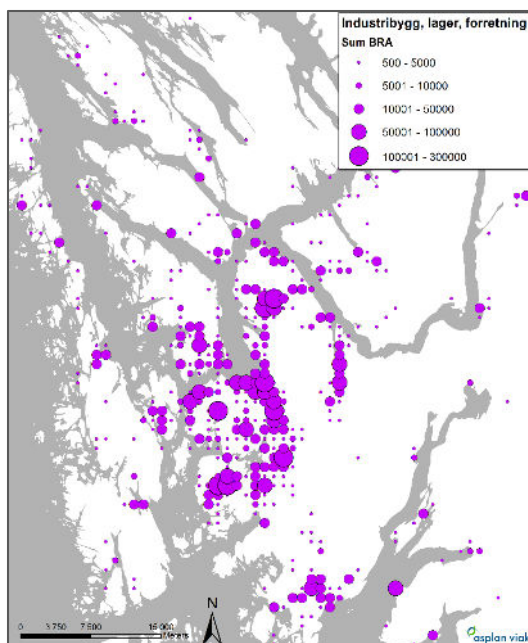 Industribygg, lager, forretning
Sum BRA
500 - 5000
5001 - 10000
10001 - 50000
50001 - 100000
100001 - 300000
N
0 3 750 7 500 15 000
Meters
asplan viak